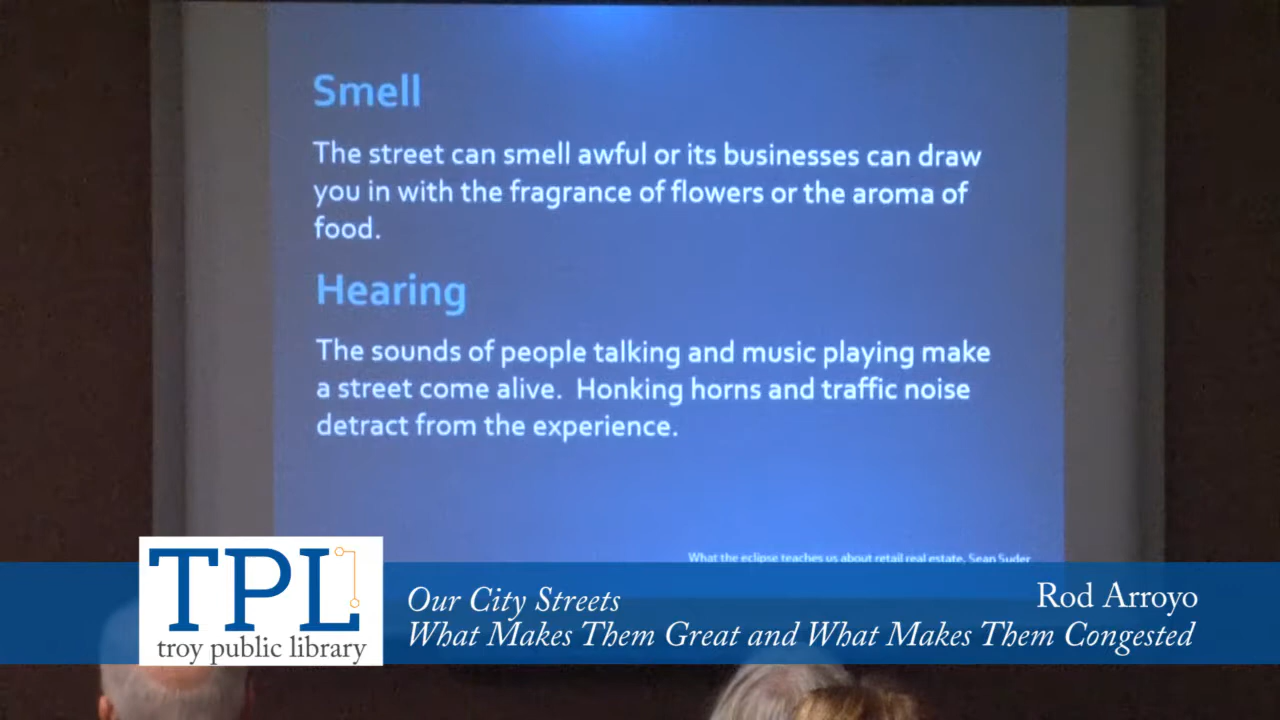 Smell
The street can smell awful or its businesses can draw
you in with the fragrance of flowers or the aroma of
food.
Hearing
The sounds of people talking and music playing make
a street come alive.  Honking horns and traffic noise
detract from the experience.
What the eclipse teaches us about retail real estate, Sean Suder
TPL
troy public library
Our City Streets
Rod Arroyo
What Makes Them Great and What Makes Them Congested